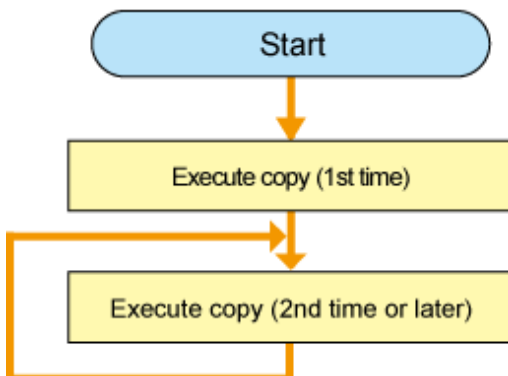 Start
Execute copy (1st time)
Execute copy (2nd time or later)